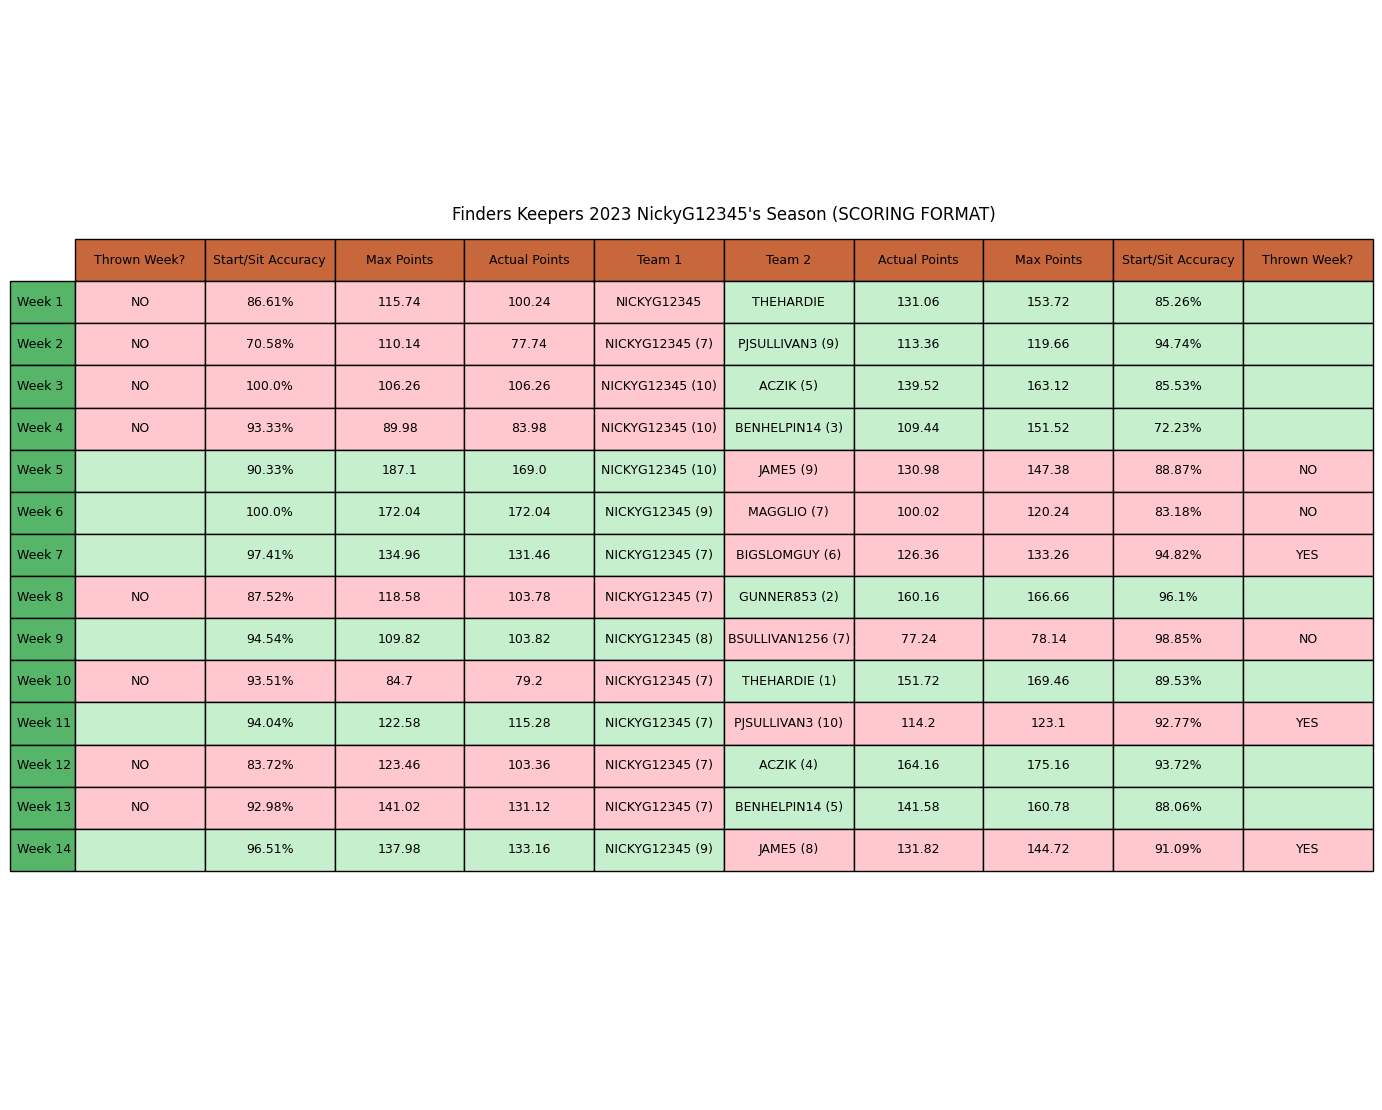 Finders Keepers 2023 NickyG12345's Season (SCORING FORMAT)
Thrown Week? Start/Sit Accuracy Max Points Actual Points Team 1 Team 2 Actual Points Max Points Start/Sit Accuracy Thrown Week?
Week 1 NO 86.61% 115.74 100.24 NICKYG12345 THEHARDIE 131.06 153.72 85.26%
Week 2 NO 70.58% 110.14 77.74 NICKYG12345 (7) PJSULLIVAN3 (9) 113.36 119.66 94.74%
Week 3 NO 100.0% 106.26 106.26 NICKYG12345 (10) ACZIK (5) 139.52 163.12 85.53%
Week 4 NO 93.33% 89.98 83.98 NICKYG12345 (10) BENHELPIN14 (3) 109.44 151.52 72.23%
Week 5 90.33% 187.1 169.0 NICKYG12345 (10) JAME5 (9) 130.98 147.38 88.87% NO
Week 6 100.0% 172.04 172.04 NICKYG12345 (9) MAGGLIO (7) 100.02 120.24 83.18% NO
Week 7 97.41% 134.96 131.46 NICKYG12345 (7) BIGSLOMGUY (6) 126.36 133.26 94.82% YES
Week 8 NO 87.52% 118.58 103.78 NICKYG12345 (7) GUNNER853 (2) 160.16 166.66 96.1%
Week 9 94.54% 109.82 103.82 NICKYG12345 (8) BSULLIVAN1256 (7) 77.24 78.14 98.85% NO
Week 10 NO 93.51% 84.7 79.2 NICKYG12345 (7) THEHARDIE (1) 151.72 169.46 89.53%
Week 11 94.04% 122.58 115.28 NICKYG12345 (7) PJSULLIVAN3 (10) 114.2 123.1 92.77% YES
Week 12 NO 83.72% 123.46 103.36 NICKYG12345 (7) ACZIK (4) 164.16 175.16 93.72%
Week 13 NO 92.98% 141.02 131.12 NICKYG12345 (7) BENHELPIN14 (5) 141.58 160.78 88.06%
Week 14 96.51% 137.98 133.16 NICKYG12345 (9) JAME5 (8) 131.82 144.72 91.09% YES